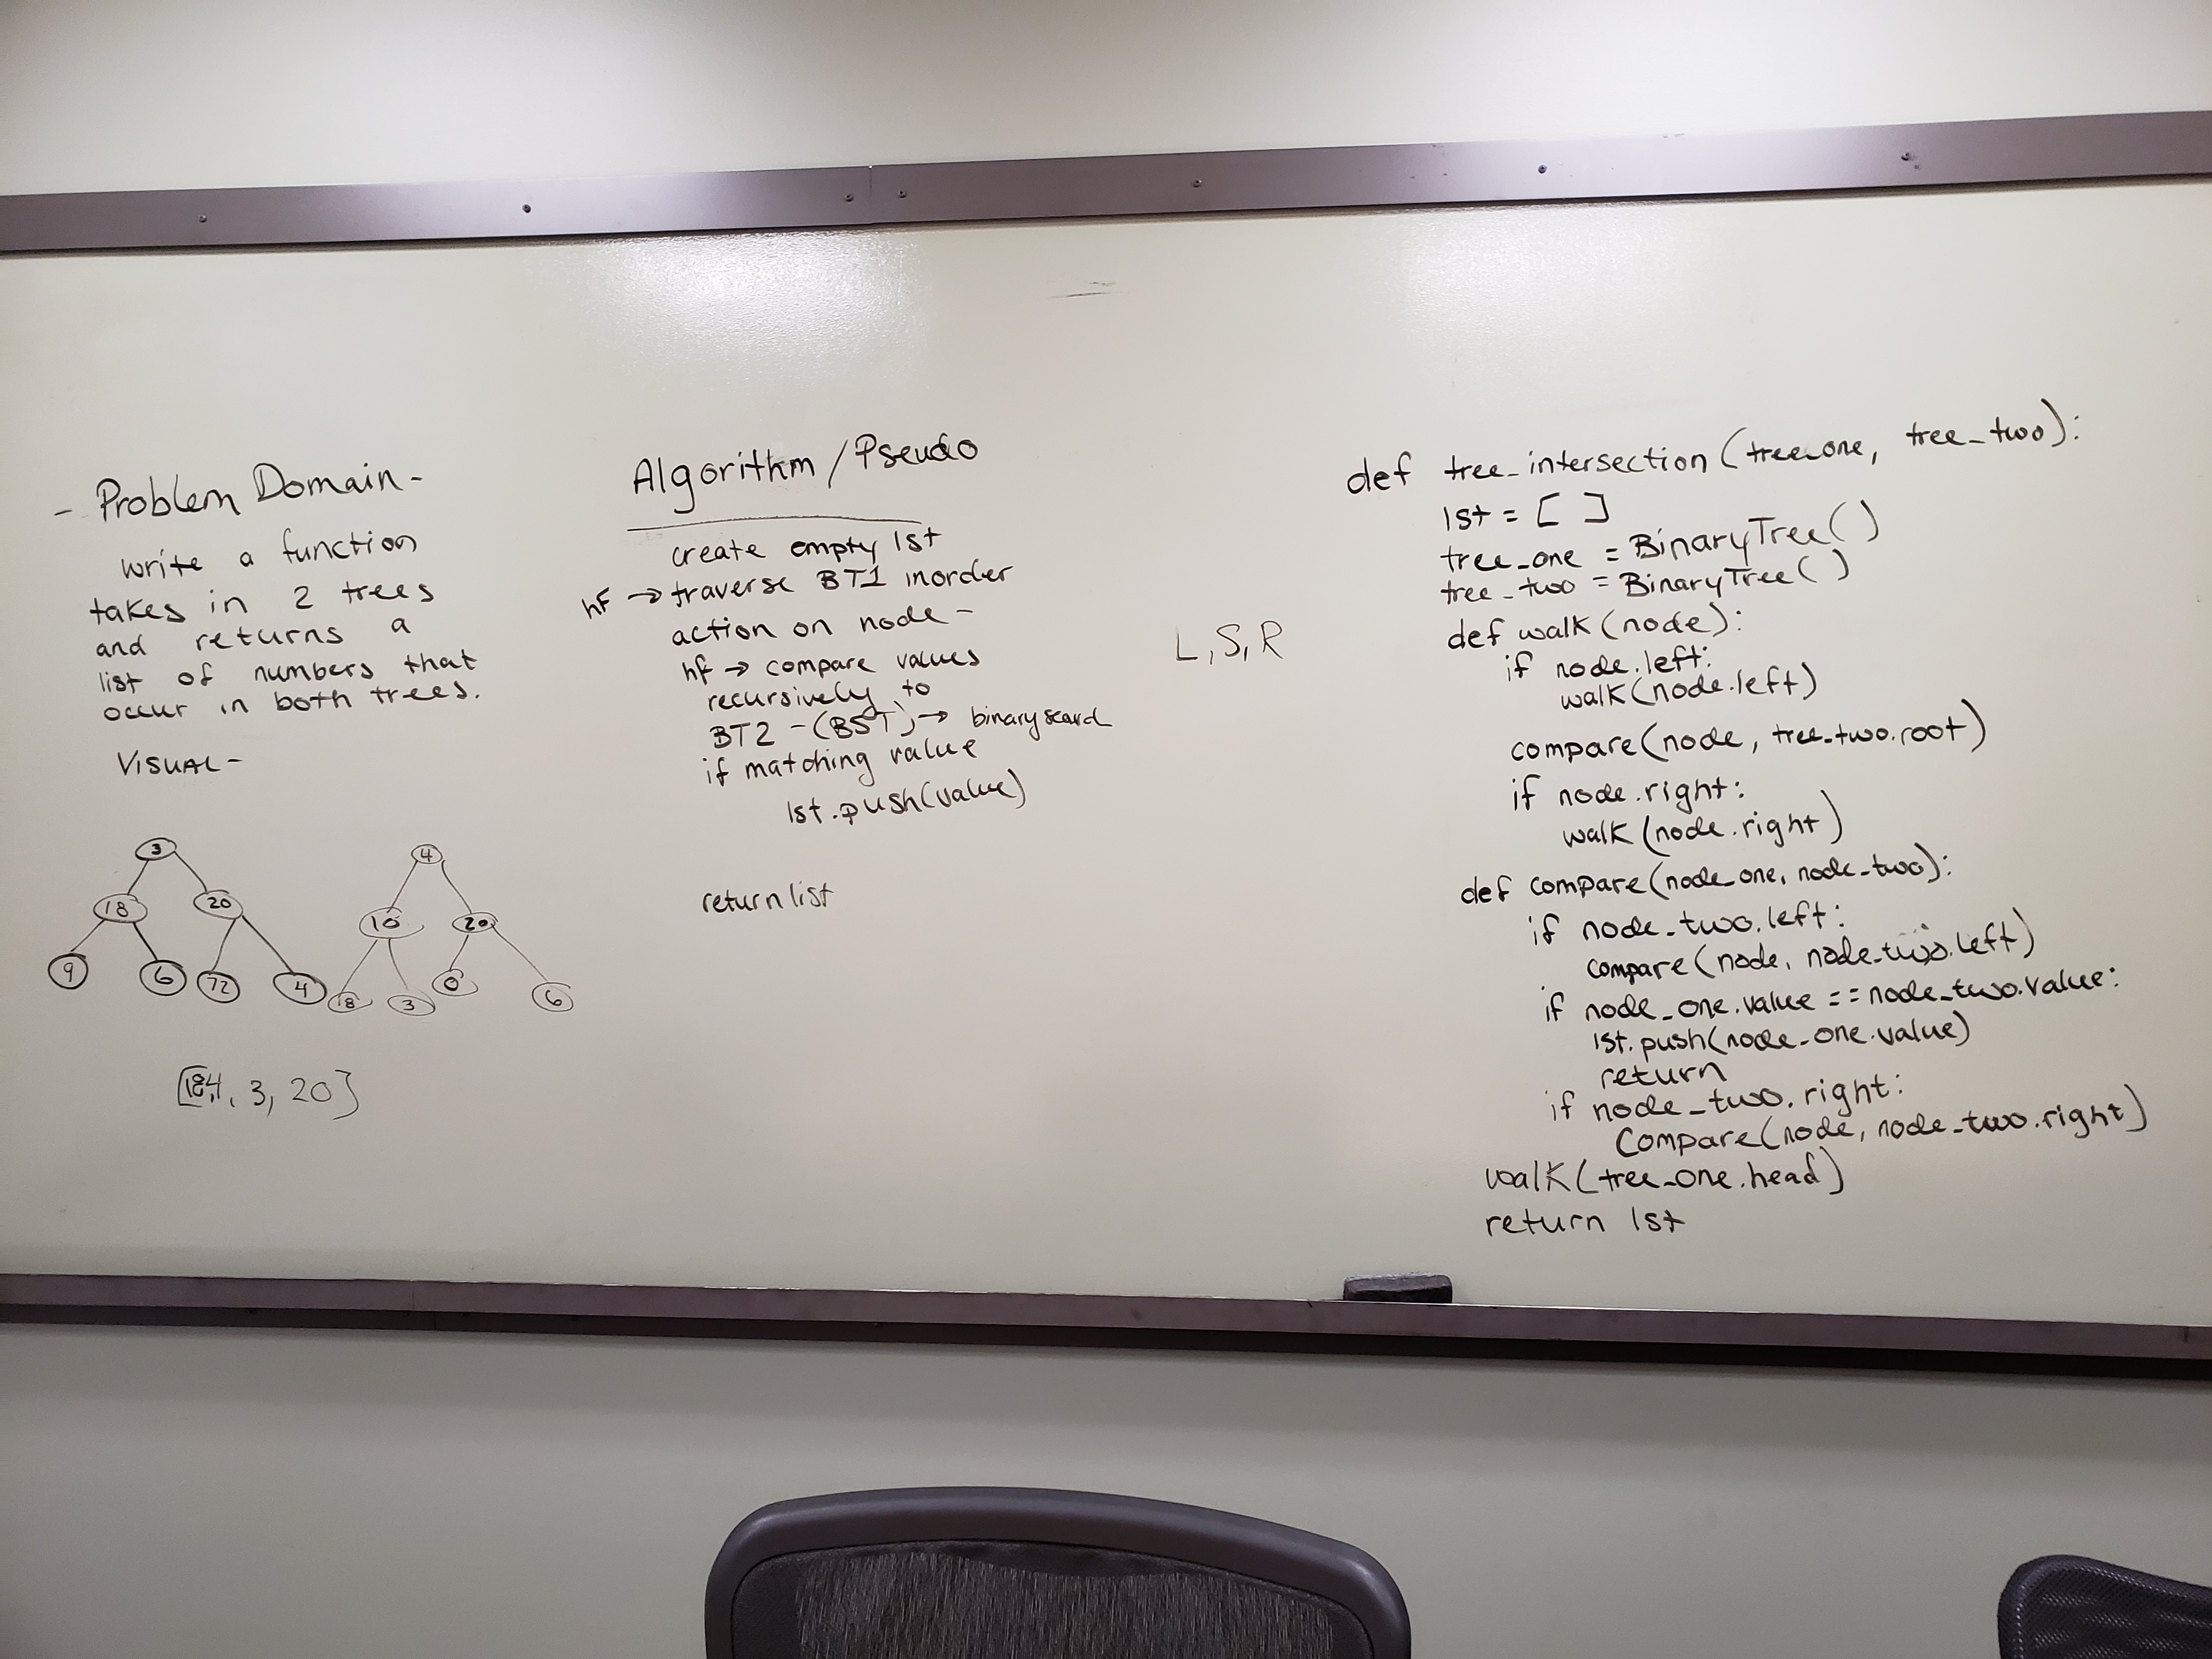 - Problem Domain -
write a function
takes in 2 trees
and returns a
list of numbers that
occur in both trees.
VISUAL -
3
18 20
9 6 72 4
4
10 20
18 3 0 6
4, 3, 20]
Algorithm / Pseudo
create empty lst
hf → traverse BT1 inorder
action on node -
hf → compare values
recursively to
BT2 - (BST) → binary
if matching value
lst.push(value)
return list
L, S, R
def tree_intersection(tree_one, tree_two):
lst = [ ]
tree_one = BinaryTree()
tree_two = BinaryTree()
def walk(node):
if node.left:
walk(node.left)
compare(node, tree_two.root)
if node.right:
walk(node.right)
def compare(node_one, node_two):
if node_two.left:
compare(node, node_two.left)
if node_one.value == node_two.value:
lst.push(node_one.value)
return
if node_two.right:
Compare(node, node_two.right)
walk(tree_one.head)
return lst